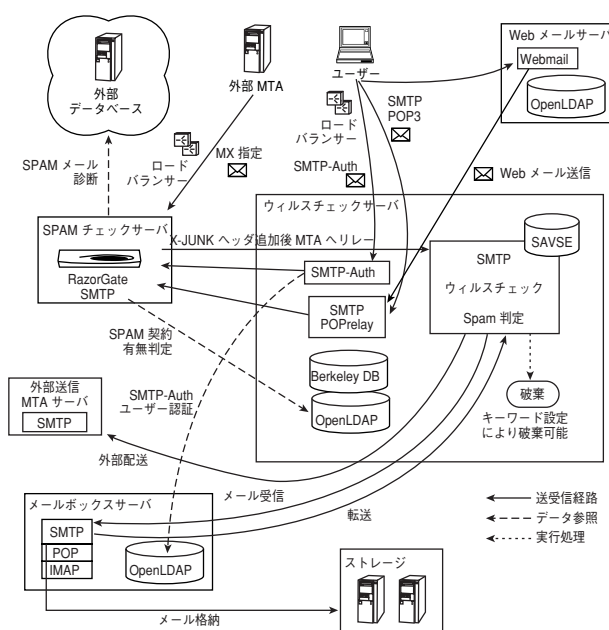 外部
データベース
外部 MTA
ユーザー
Web メールサーバ
Webmail
OpenLDAP
SPAM メール
診断
ロード
バランサー
MX 指定
ロード
バランサー
SMTP
POP3
SMTP-Auth
Web メール送信
SPAM チェックサーバ
RazorGate
SMTP
X-JUNK ヘッダ追加後 MTA へリレー
ウィルスチェックサーバ
SMTP-Auth
SMTP
POPrelay
Berkeley DB
OpenLDAP
SAVSE
SMTP
ウィルスチェック
Spam 判定
破棄
キーワード設定
により破棄可能
SPAM 契約
有無判定
SMTP-Auth
ユーザー認証
外部送信
MTA サーバ
SMTP
外部配送
メール受信
転送
メールボックスサーバ
SMTP
POP
IMAP
OpenLDAP
メール格納
ストレージ
送受信経路
データ参照
実行処理